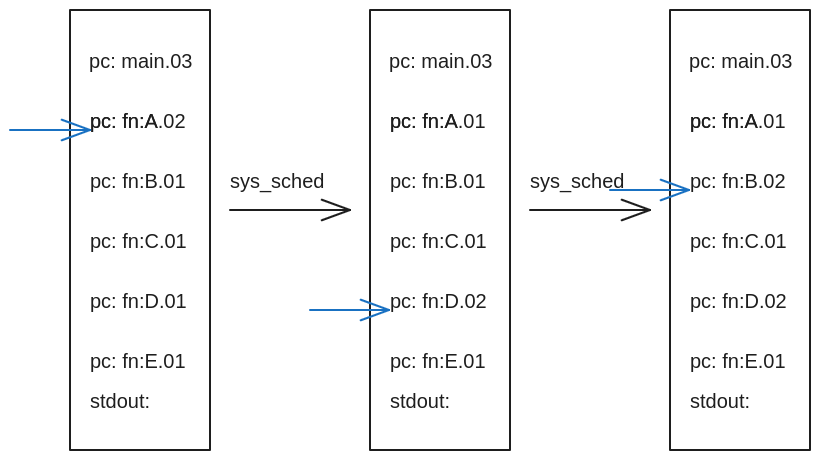 pc: main.03
pc: fn:A.02
pc: fn:B.01
pc: fn:C.01
pc: fn:D.01
pc: fn:E.01
stdout:
sys_sched
pc: main.03
pc: fn:A.01
pc: fn:B.01
pc: fn:C.01
pc: fn:D.02
pc: fn:E.01
stdout:
sys_sched
pc: main.03
pc: fn:A.01
pc: fn:B.02
pc: fn:C.01
pc: fn:D.02
pc: fn:E.01
stdout: